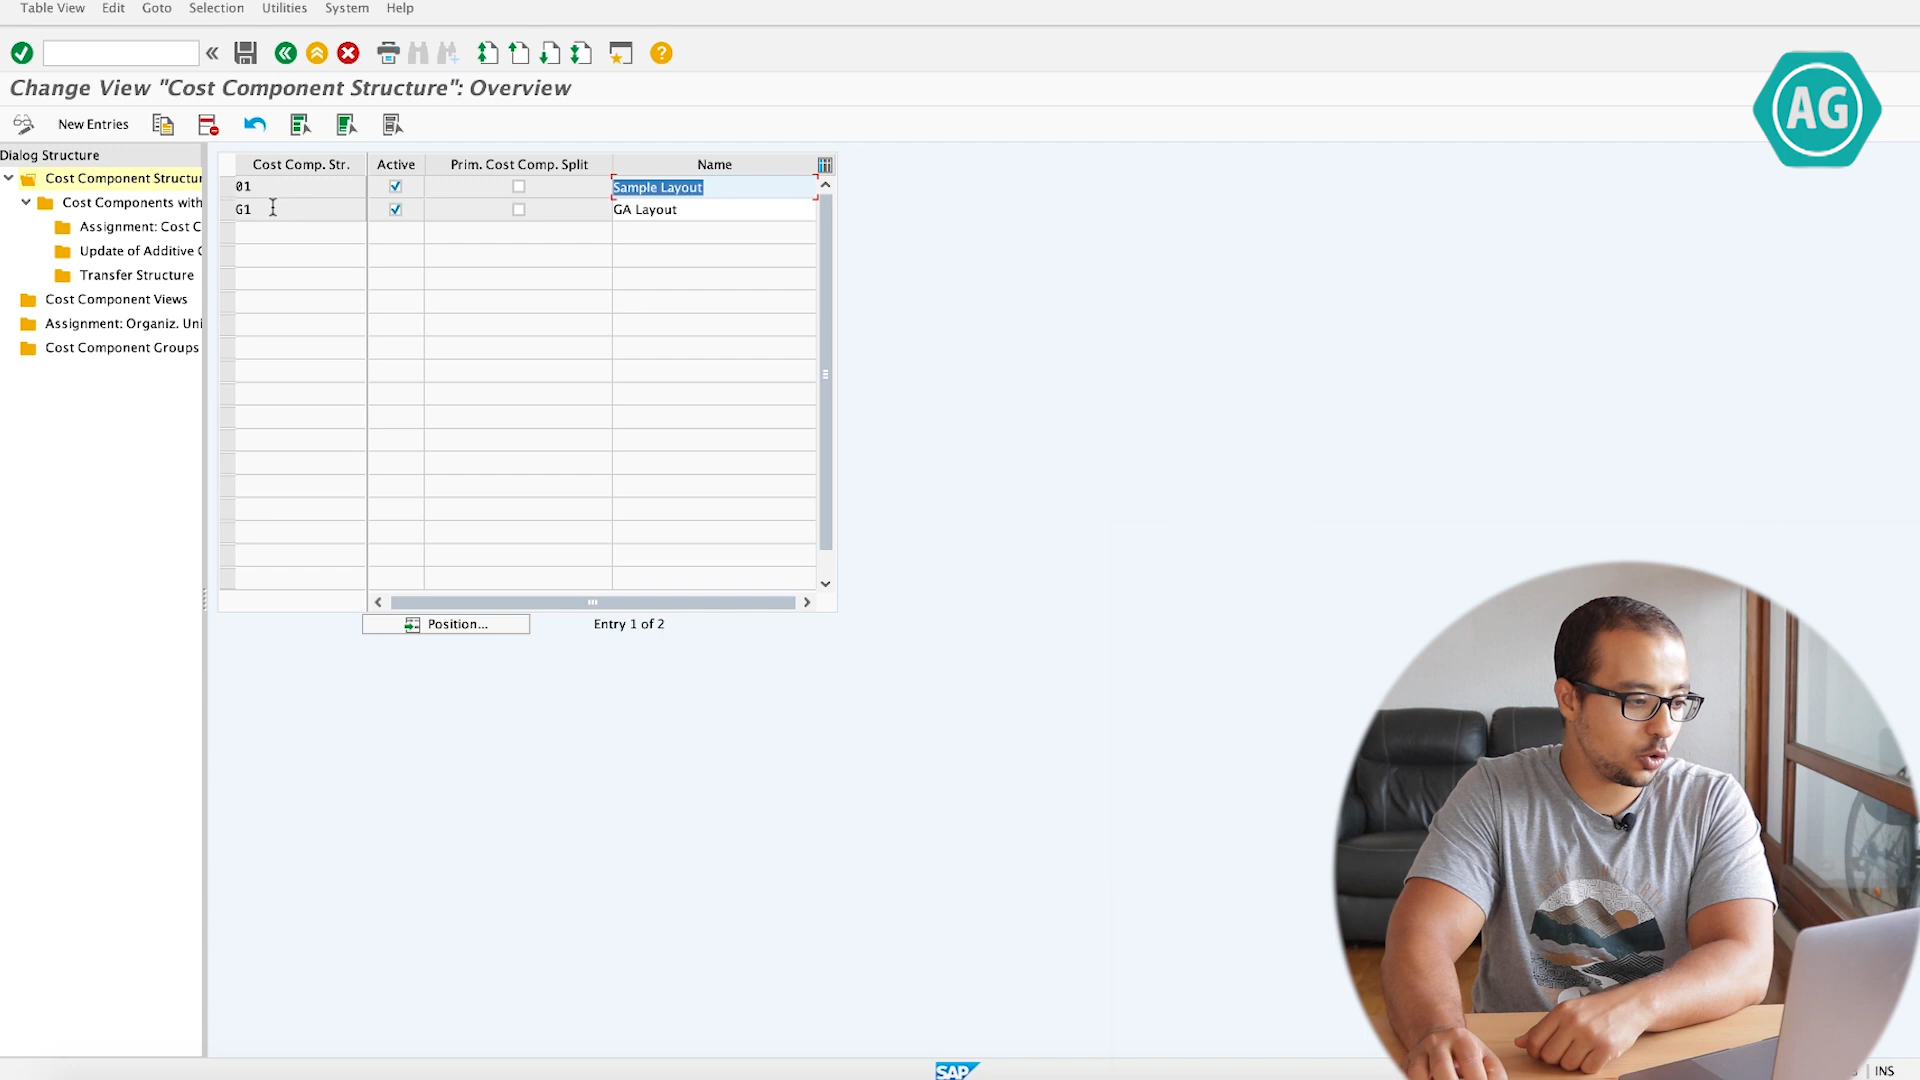 Table View Edit Goto Selection Utilities System Help
Change View "Cost Component Structure": Overview
AG
New Entries
Dialog Structure
Cost Component Structur
Cost Components with
Assignment: Cost C
Update of Additive C
Transfer Structure
Cost Component Views
Assignment: Organiz. Uni
Cost Component Groups
Cost Comp. Str. Active Prim. Cost Comp. Split Name
01 Sample Layout
G1 GA Layout
Position... Entry 1 of 2
SAP
INS